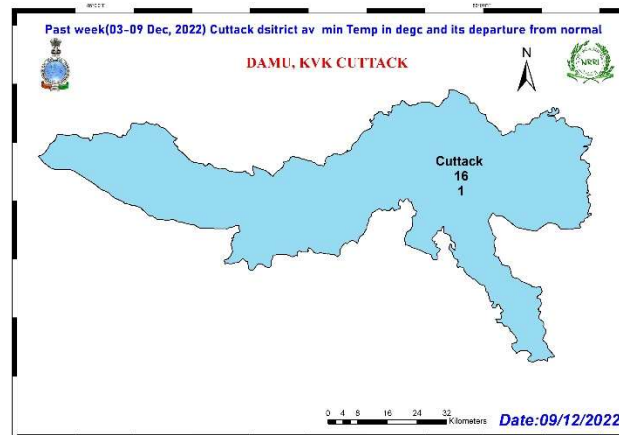 Past week(03-09 Dec, 2022) Cuttack dsitrict av min Temp in degc and its departure from normal
DAMU, KVK CUTTACK
N
NRRI
Cuttack
16
1
0 4 8 16 24 32
Kilometers
Date:09/12/2022